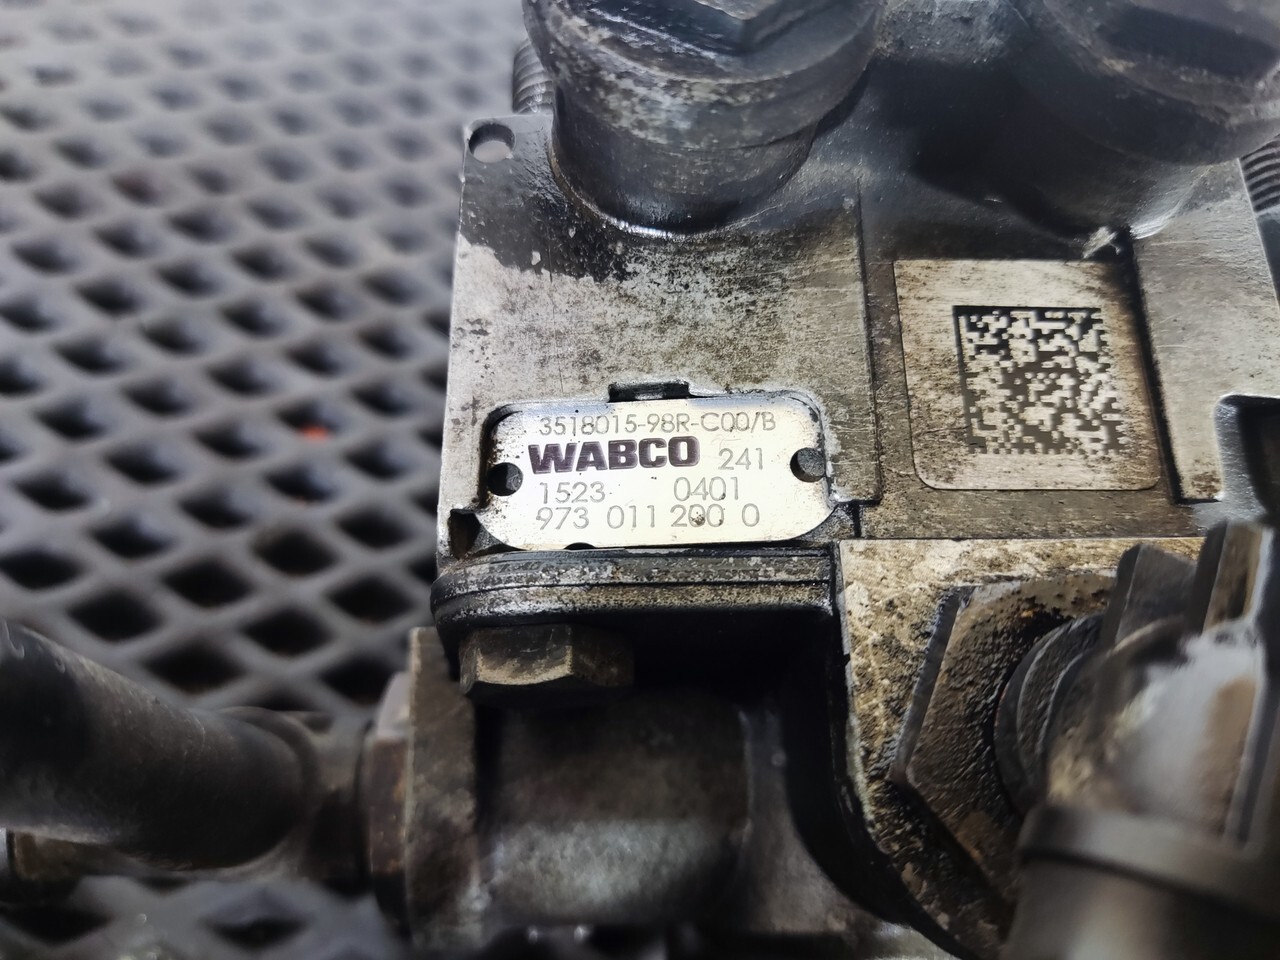 3518015-98R-C00/B
WABCO 241
1523 0401
973 011 200 0